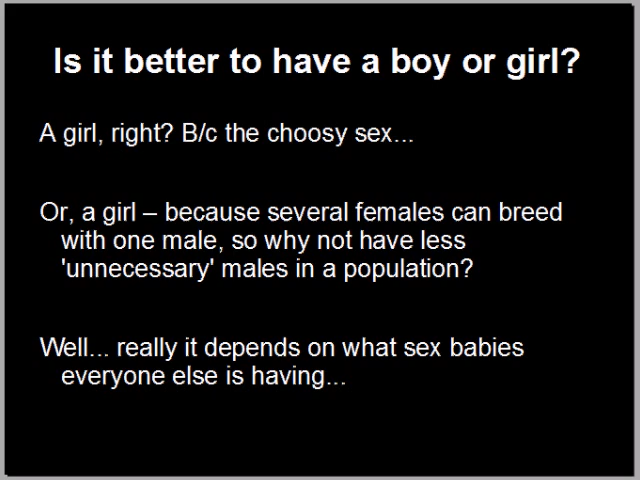 Is it better to have a boy or girl?
A girl, right? B/c the choosy sex...
Or, a girl – because several females can breed
with one male, so why not have less
'unnecessary' males in a population?
Well... really it depends on what sex babies
everyone else is having...